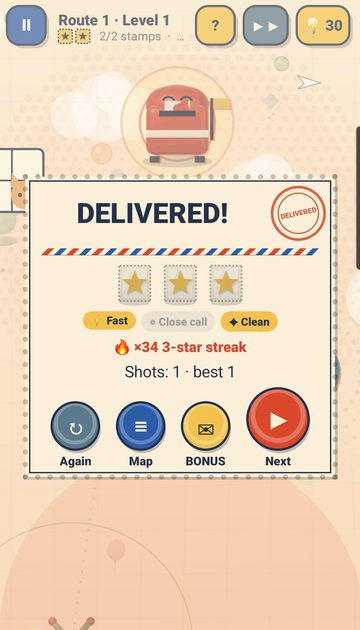 Route 1 · Level 1
2/2 stamps · …
?
30
DELIVERED!
DELIVERED
Fast
Close call
Clean
×34 3-star streak
Shots: 1 · best 1
Again
Map
BONUS
Next